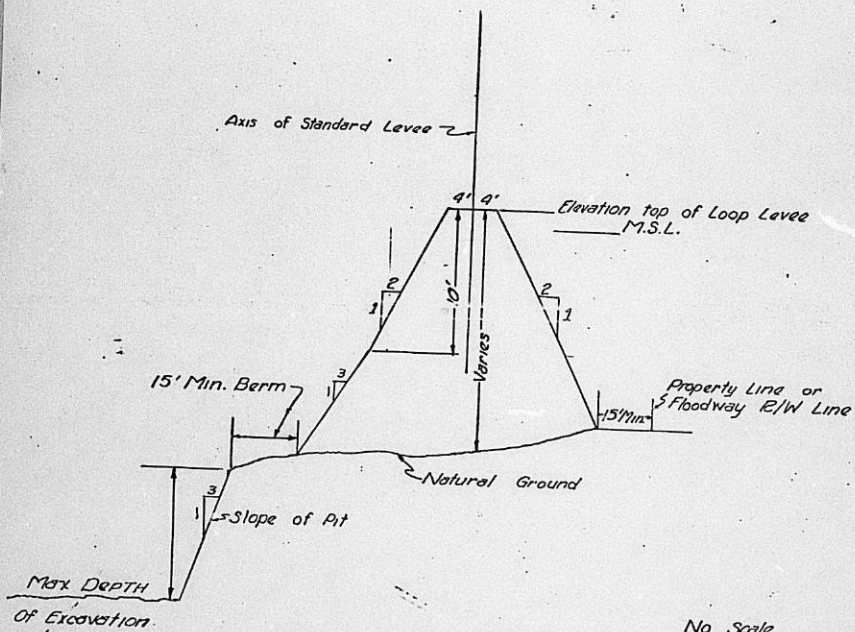 Axis of Standard Levee
4' 4'
Elevation top of Loop Levee
M.S.L.
2
1
10'
Varies
2
1
3
1
15' Min. Berm
Property Line or
Floodway R/W Line
15' Min.
Natural Ground
3
1
Slope of Pit
Max DEPTH
Of Excavation.
No Scale